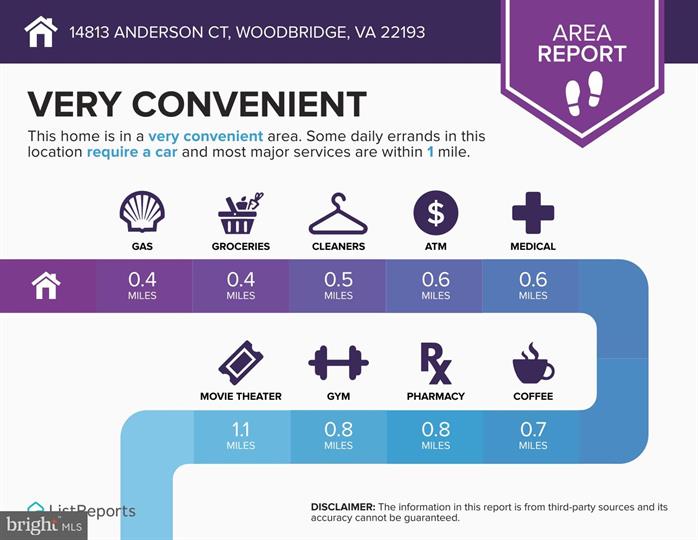 14813 ANDERSON CT, WOODBRIDGE, VA 22193
AREA
REPORT
VERY CONVENIENT
This home is in a very convenient area. Some daily errands in this
location require a car and most major services are within 1 mile.
GAS
GROCERIES
CLEANERS
$
ATM
MEDICAL
0.4
MILES
0.4
MILES
0.5
MILES
0.6
MILES
0.6
MILES
MOVIE THEATER
GYM
Rx
PHARMACY
COFFEE
1.1
MILES
0.8
MILES
0.8
MILES
0.7
MILES
ListReports
bright MLS
DISCLAIMER: The information in this report is from third-party sources and its
accuracy cannot be guaranteed.